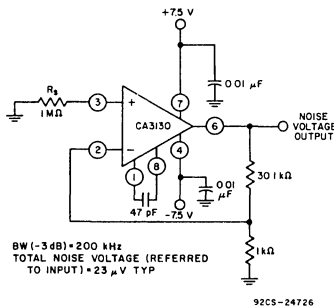 +7.5 V
0.01 µF
Rs
1MΩ
3
+
7
CA3130
6
NOISE
VOLTAGE
OUTPUT
2
–
4
1
8
47 pF
0.01
µF
–7.5 V
30.1 kΩ
1kΩ
BW (–3 dB) = 200 kHz
TOTAL NOISE VOLTAGE (REFERRED
TO INPUT) = 23 µV TYP
92CS-24726